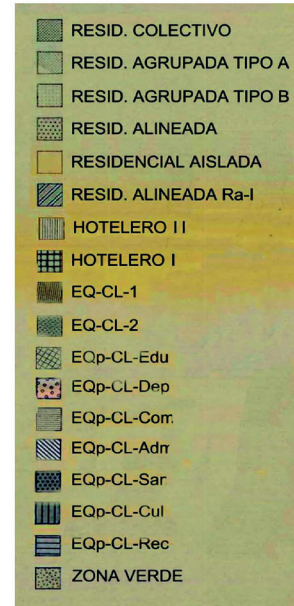 RESID. COLECTIVO
RESID. AGRUPADA TIPO A
RESID. AGRUPADA TIPO B
RESID. ALINEADA
RESIDENCIAL AISLADA
RESID. ALINEADA Ra-I
HOTELERO II
HOTELERO I
EQ-CL-1
EQ-CL-2
EQp-CL-Edu
EQp-CL-Dep
EQp-CL-Com
EQp-CL-Adm
EQp-CL-San
EQp-CL-Cul
EQp-CL-Rec
ZONA VERDE